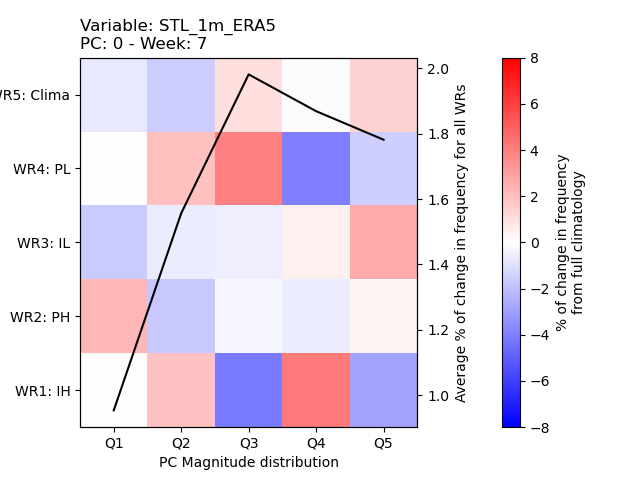 Variable: STL_1m_ERA5
PC: 0 - Week: 7
WR5: Clima
WR4: PL
WR3: IL
WR2: PH
WR1: IH
Q1 Q2 Q3 Q4 Q5
PC Magnitude distribution
2.0
1.8
1.6
1.4
1.2
1.0
Average % of change in frequency for all WRs
8
6
4
2
0
−2
−4
−6
−8
% of change in frequency
from full climatology